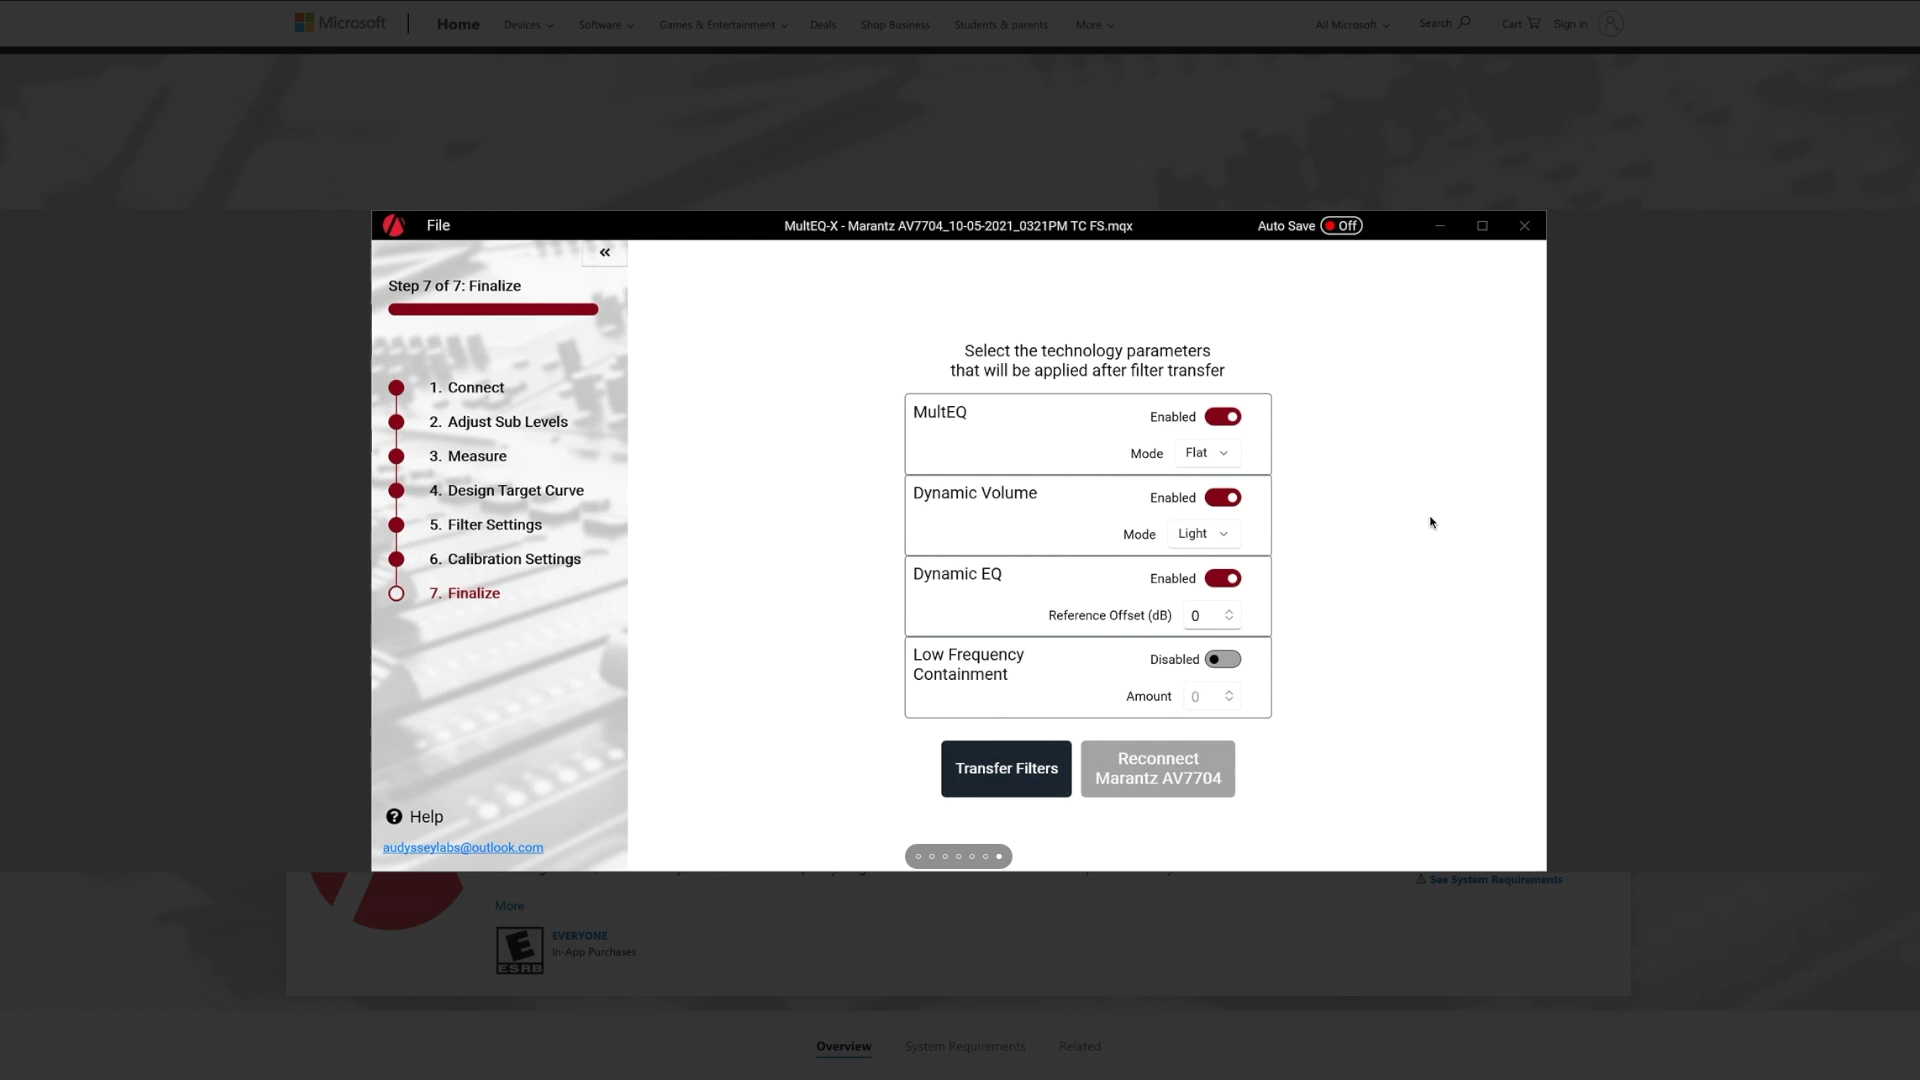 Microsoft
Home
Devices
Software
Games & Entertainment
Deals
Shop Business
Students & parents
More
All Microsoft
Search
Cart
Sign in
File
MultEQ-X - Marantz AV7704_10-05-2021_0321PM TC FS.mqx
Auto Save
Off
«
Step 7 of 7: Finalize
1. Connect
2. Adjust Sub Levels
3. Measure
4. Design Target Curve
5. Filter Settings
6. Calibration Settings
7. Finalize
Help
audysseylabs@outlook.com
Select the technology parameters
that will be applied after filter transfer
MultEQ
Enabled
Mode
Flat
Dynamic Volume
Enabled
Mode
Light
Dynamic EQ
Enabled
Reference Offset (dB)
0
Low Frequency
Containment
Disabled
Amount
0
Transfer Filters
Reconnect
Marantz AV7704
See System Requirements
More
E
ESRB
EVERYONE
In-App Purchases
Overview
System Requirements
Related